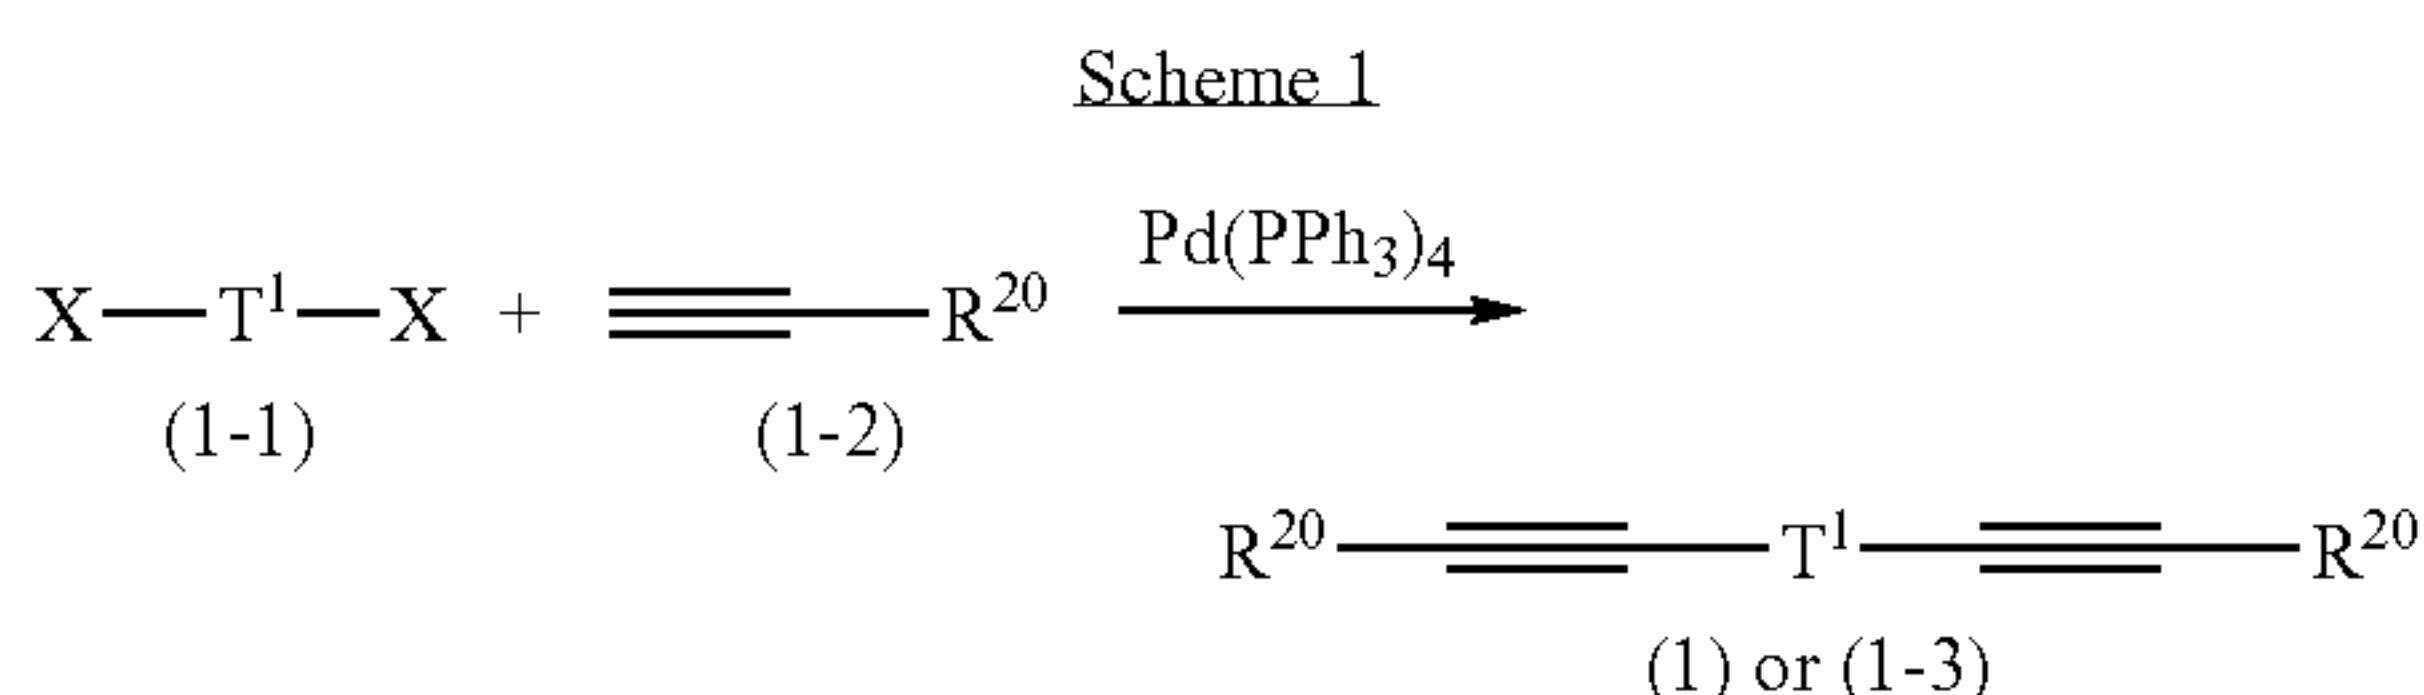 Scheme 1
Pd(PPh₃)₄
X—T¹—X + ≡—R²⁰
(1-1) (1-2)
R²⁰—≡—T¹—≡—R²⁰
(1) or (1-3)